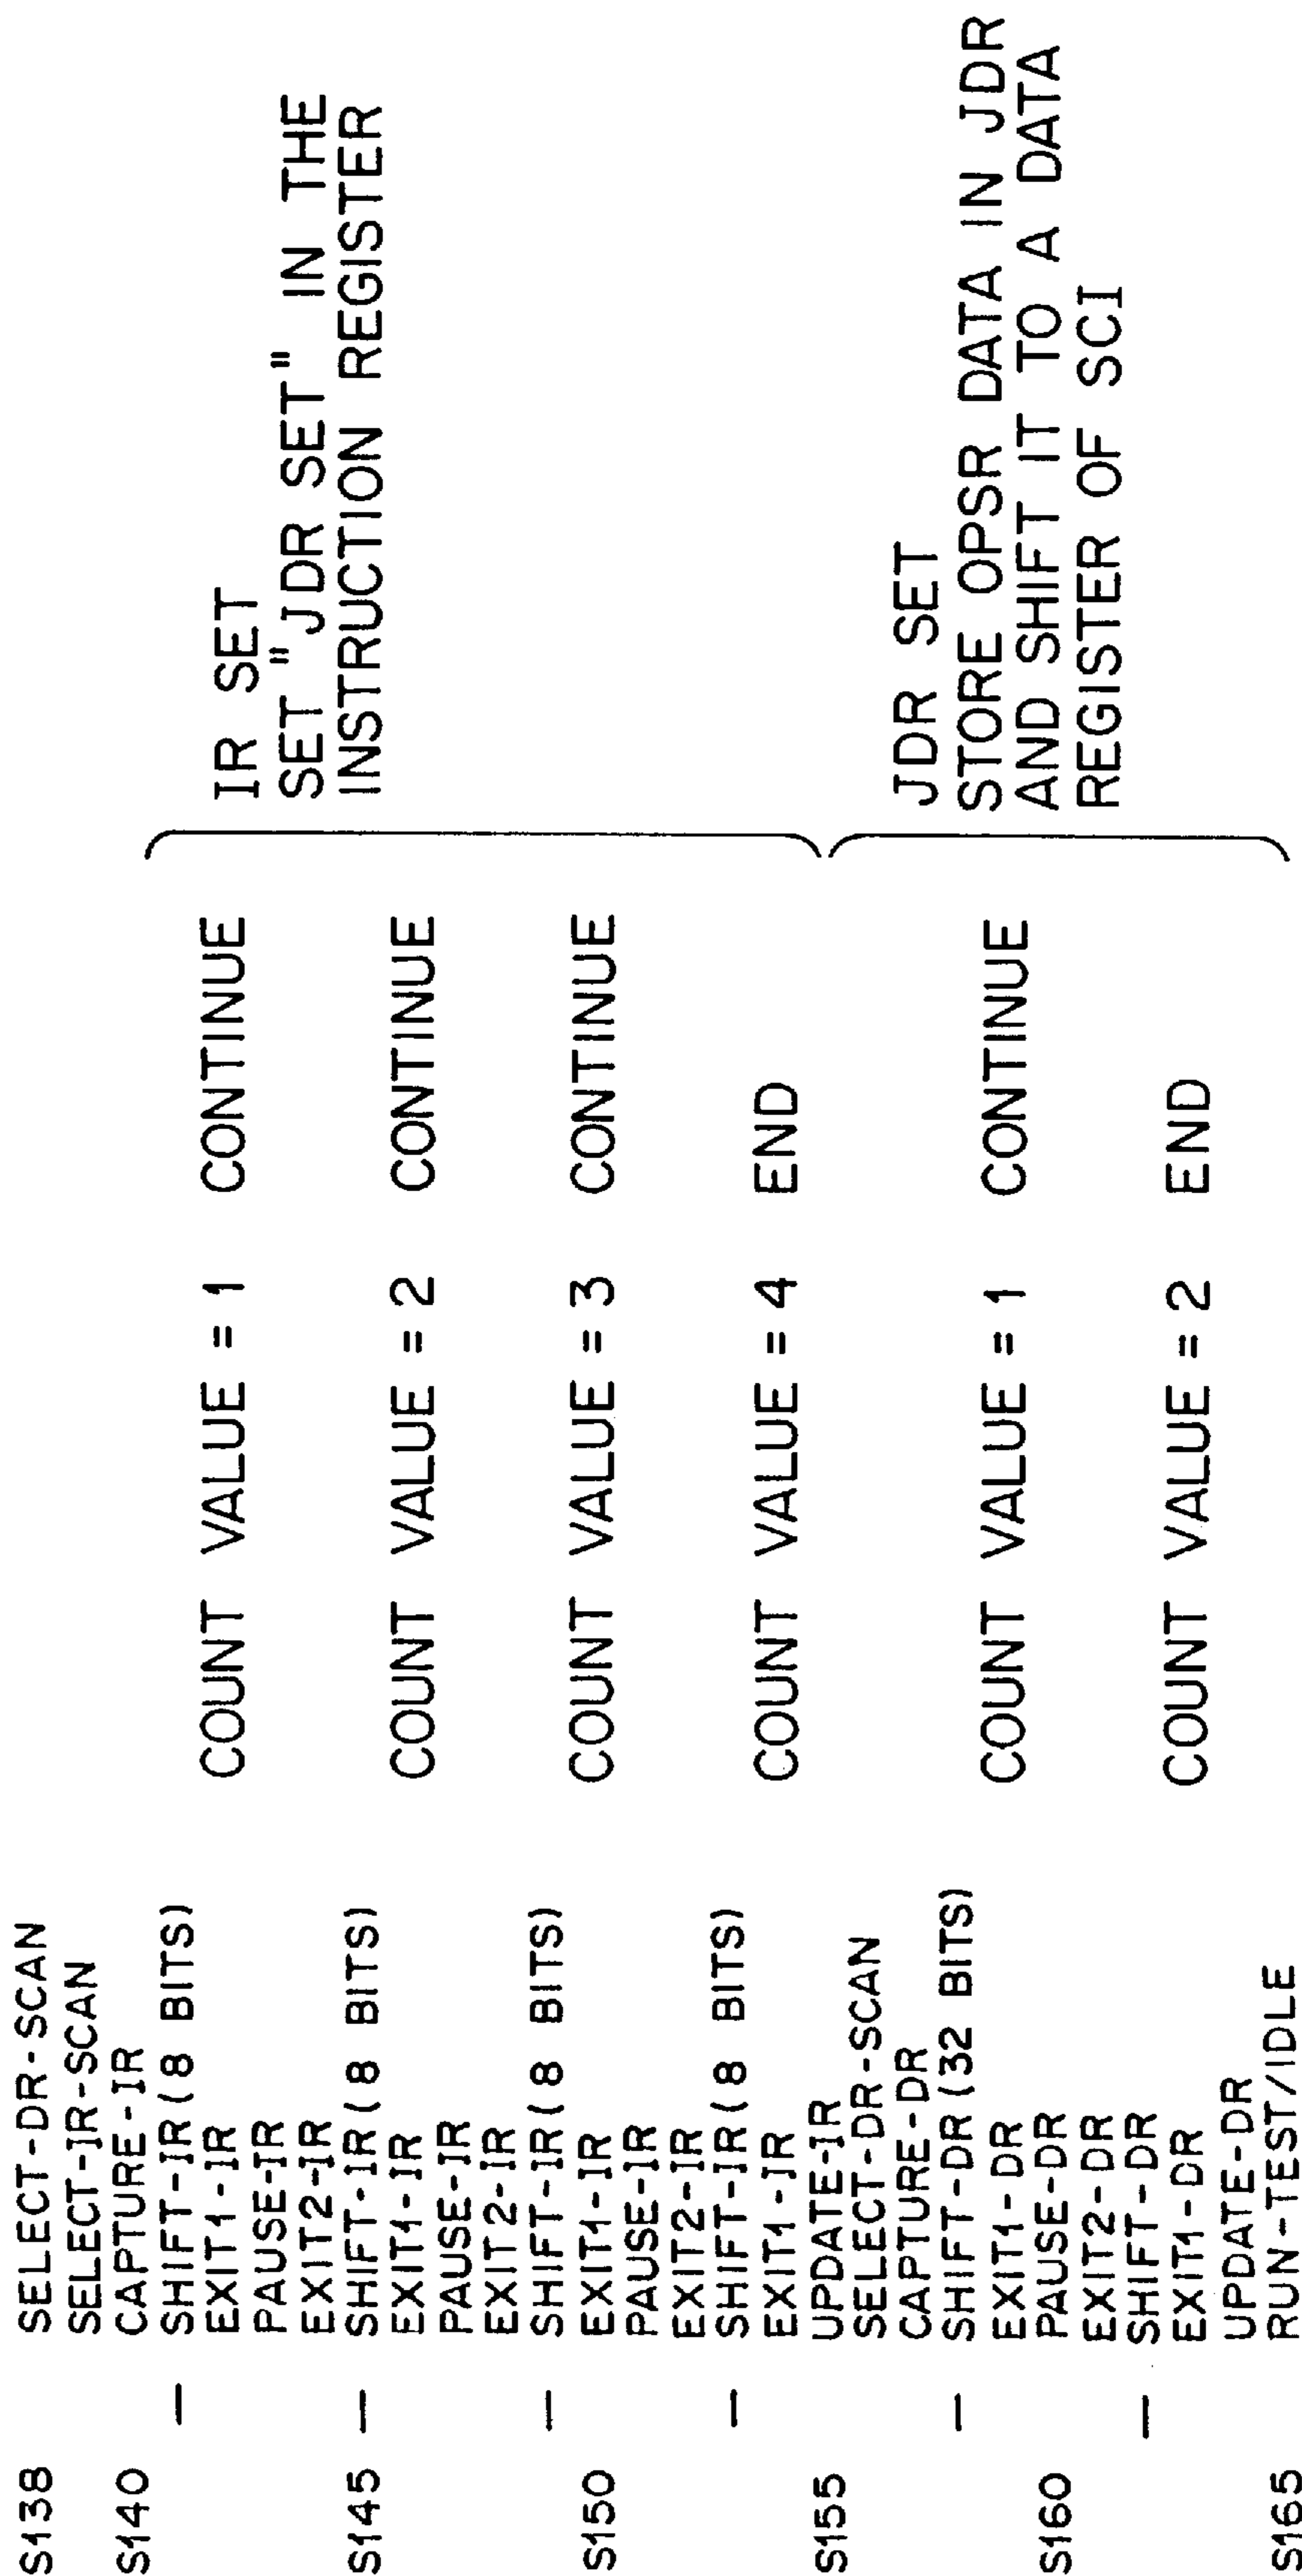 S138 SELECT-DR-SCAN
SELECT-IR-SCAN
S140 CAPTURE-IR
— SHIFT-IR(8 BITS)
EXIT1-IR COUNT VALUE = 1 CONTINUE
PAUSE-IR
EXIT2-IR
S145 — SHIFT-IR(8 BITS)
EXIT1-IR COUNT VALUE = 2 CONTINUE
PAUSE-IR
EXIT2-IR
— SHIFT-IR(8 BITS)
S150 EXIT1-IR COUNT VALUE = 3 CONTINUE
PAUSE-IR
EXIT2-IR
— SHIFT-IR(8 BITS)
EXIT1-IR COUNT VALUE = 4 END
S155 UPDATE-IR
SELECT-DR-SCAN
CAPTURE-DR
— SHIFT-DR(32 BITS)
EXIT1-DR COUNT VALUE = 1 CONTINUE
S160 PAUSE-DR
EXIT2-DR
— SHIFT-DR
EXIT1-DR COUNT VALUE = 2 END
UPDATE-DR
S165 RUN-TEST/IDLE
IR SET
SET "JDR SET" IN THE
INSTRUCTION REGISTER
JDR SET
STORE OPSR DATA IN JDR
AND SHIFT IT TO A DATA
REGISTER OF SCI